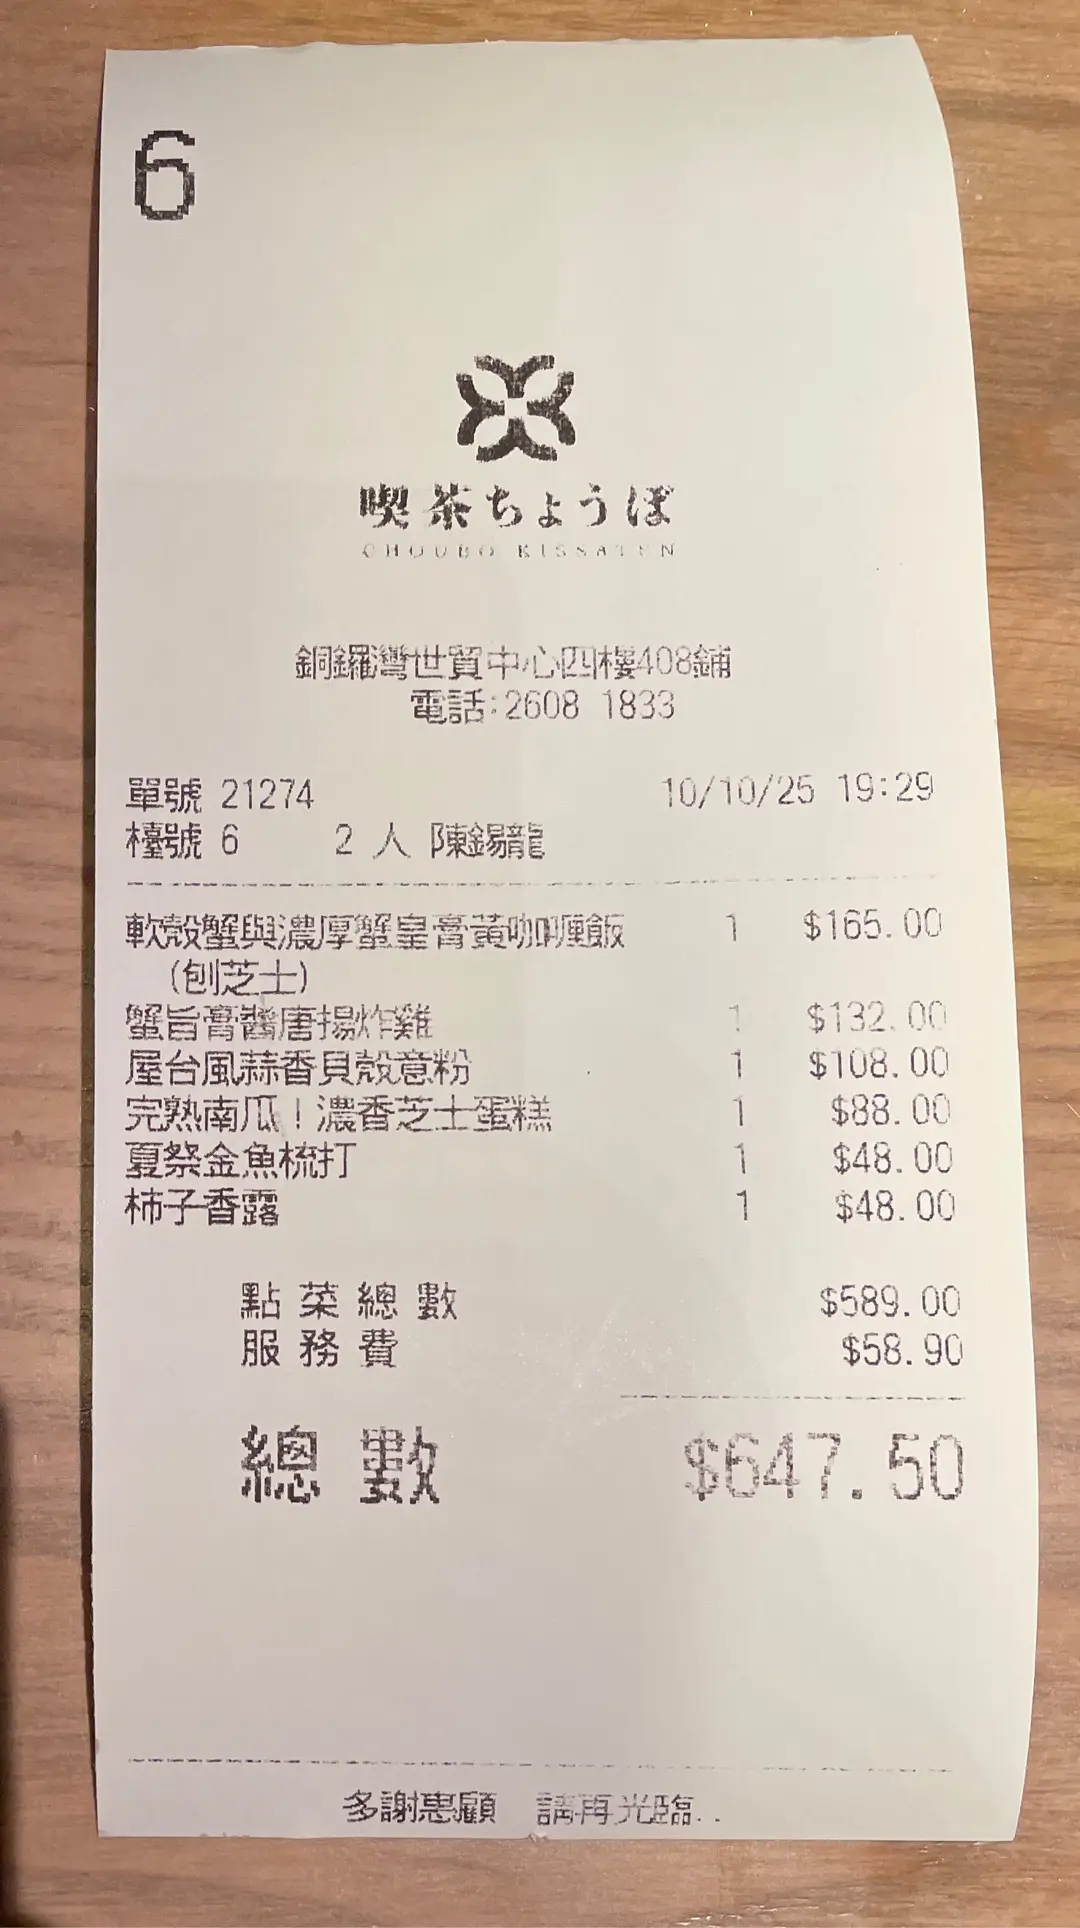 6
喫茶ちょうぼ
CHOUBO KISSATEN
銅鑼灣世貿中心四樓408鋪
電話:2608 1833
單號 21274 10/10/25 19:29
檯號 6 2 人 陳錫龍
軟殼蟹與濃厚蟹皇膏黃咖喱飯 1 $165.00
(刨芝士)
蟹旨膏醬唐揚炸雞 1 $132.00
屋台風蒜香貝殼意粉 1 $108.00
完熟南瓜！濃香芝士蛋糕 1 $88.00
夏祭金魚梳打 1 $48.00
柿子香露 1 $48.00
點菜總數 $589.00
服務費 $58.90
總數 $647.50
多謝惠顧 請再光臨..